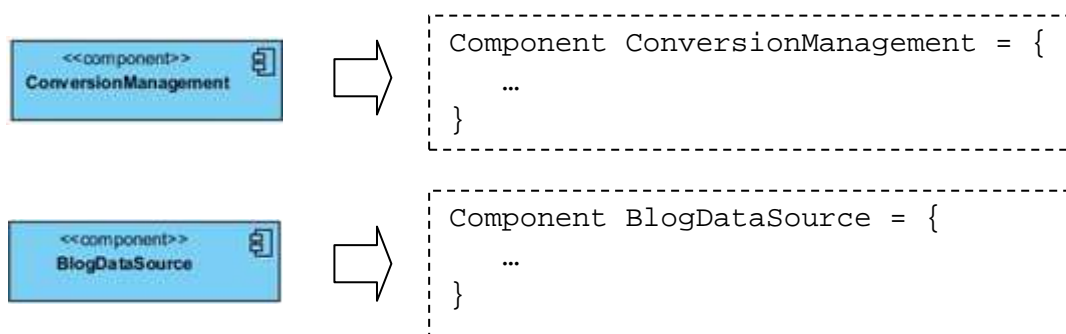 <<component>>
ConversionManagement
Component ConversionManagement = {
…
}
<<component>>
BlogDataSource
Component BlogDataSource = {
…
}